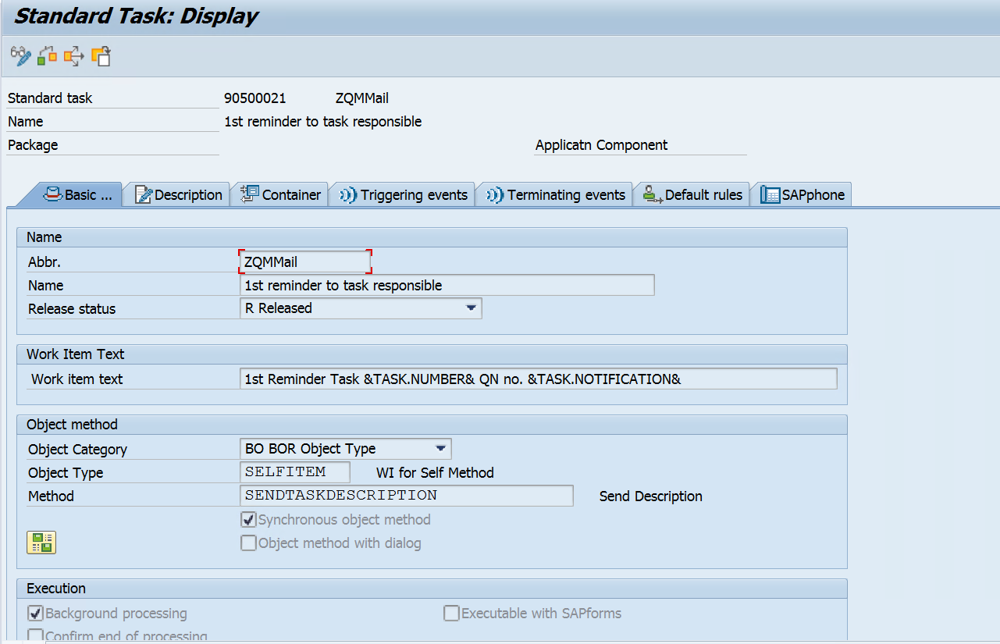 Standard Task: Display
Standard task 90500021 ZQMMail
Name 1st reminder to task responsible
Package Applicatn Component
Basic ... Description Container Triggering events Terminating events Default rules SAPphone
Name
Abbr. ZQMMail
Name 1st reminder to task responsible
Release status R Released
Work Item Text
Work item text 1st Reminder Task &TASK.NUMBER& QN no. &TASK.NOTIFICATION&
Object method
Object Category BO BOR Object Type
Object Type SELFITEM WI for Self Method
Method SENDTASKDESCRIPTION Send Description
Synchronous object method
Object method with dialog
Execution
Background processing Executable with SAPforms
Confirm end of processing